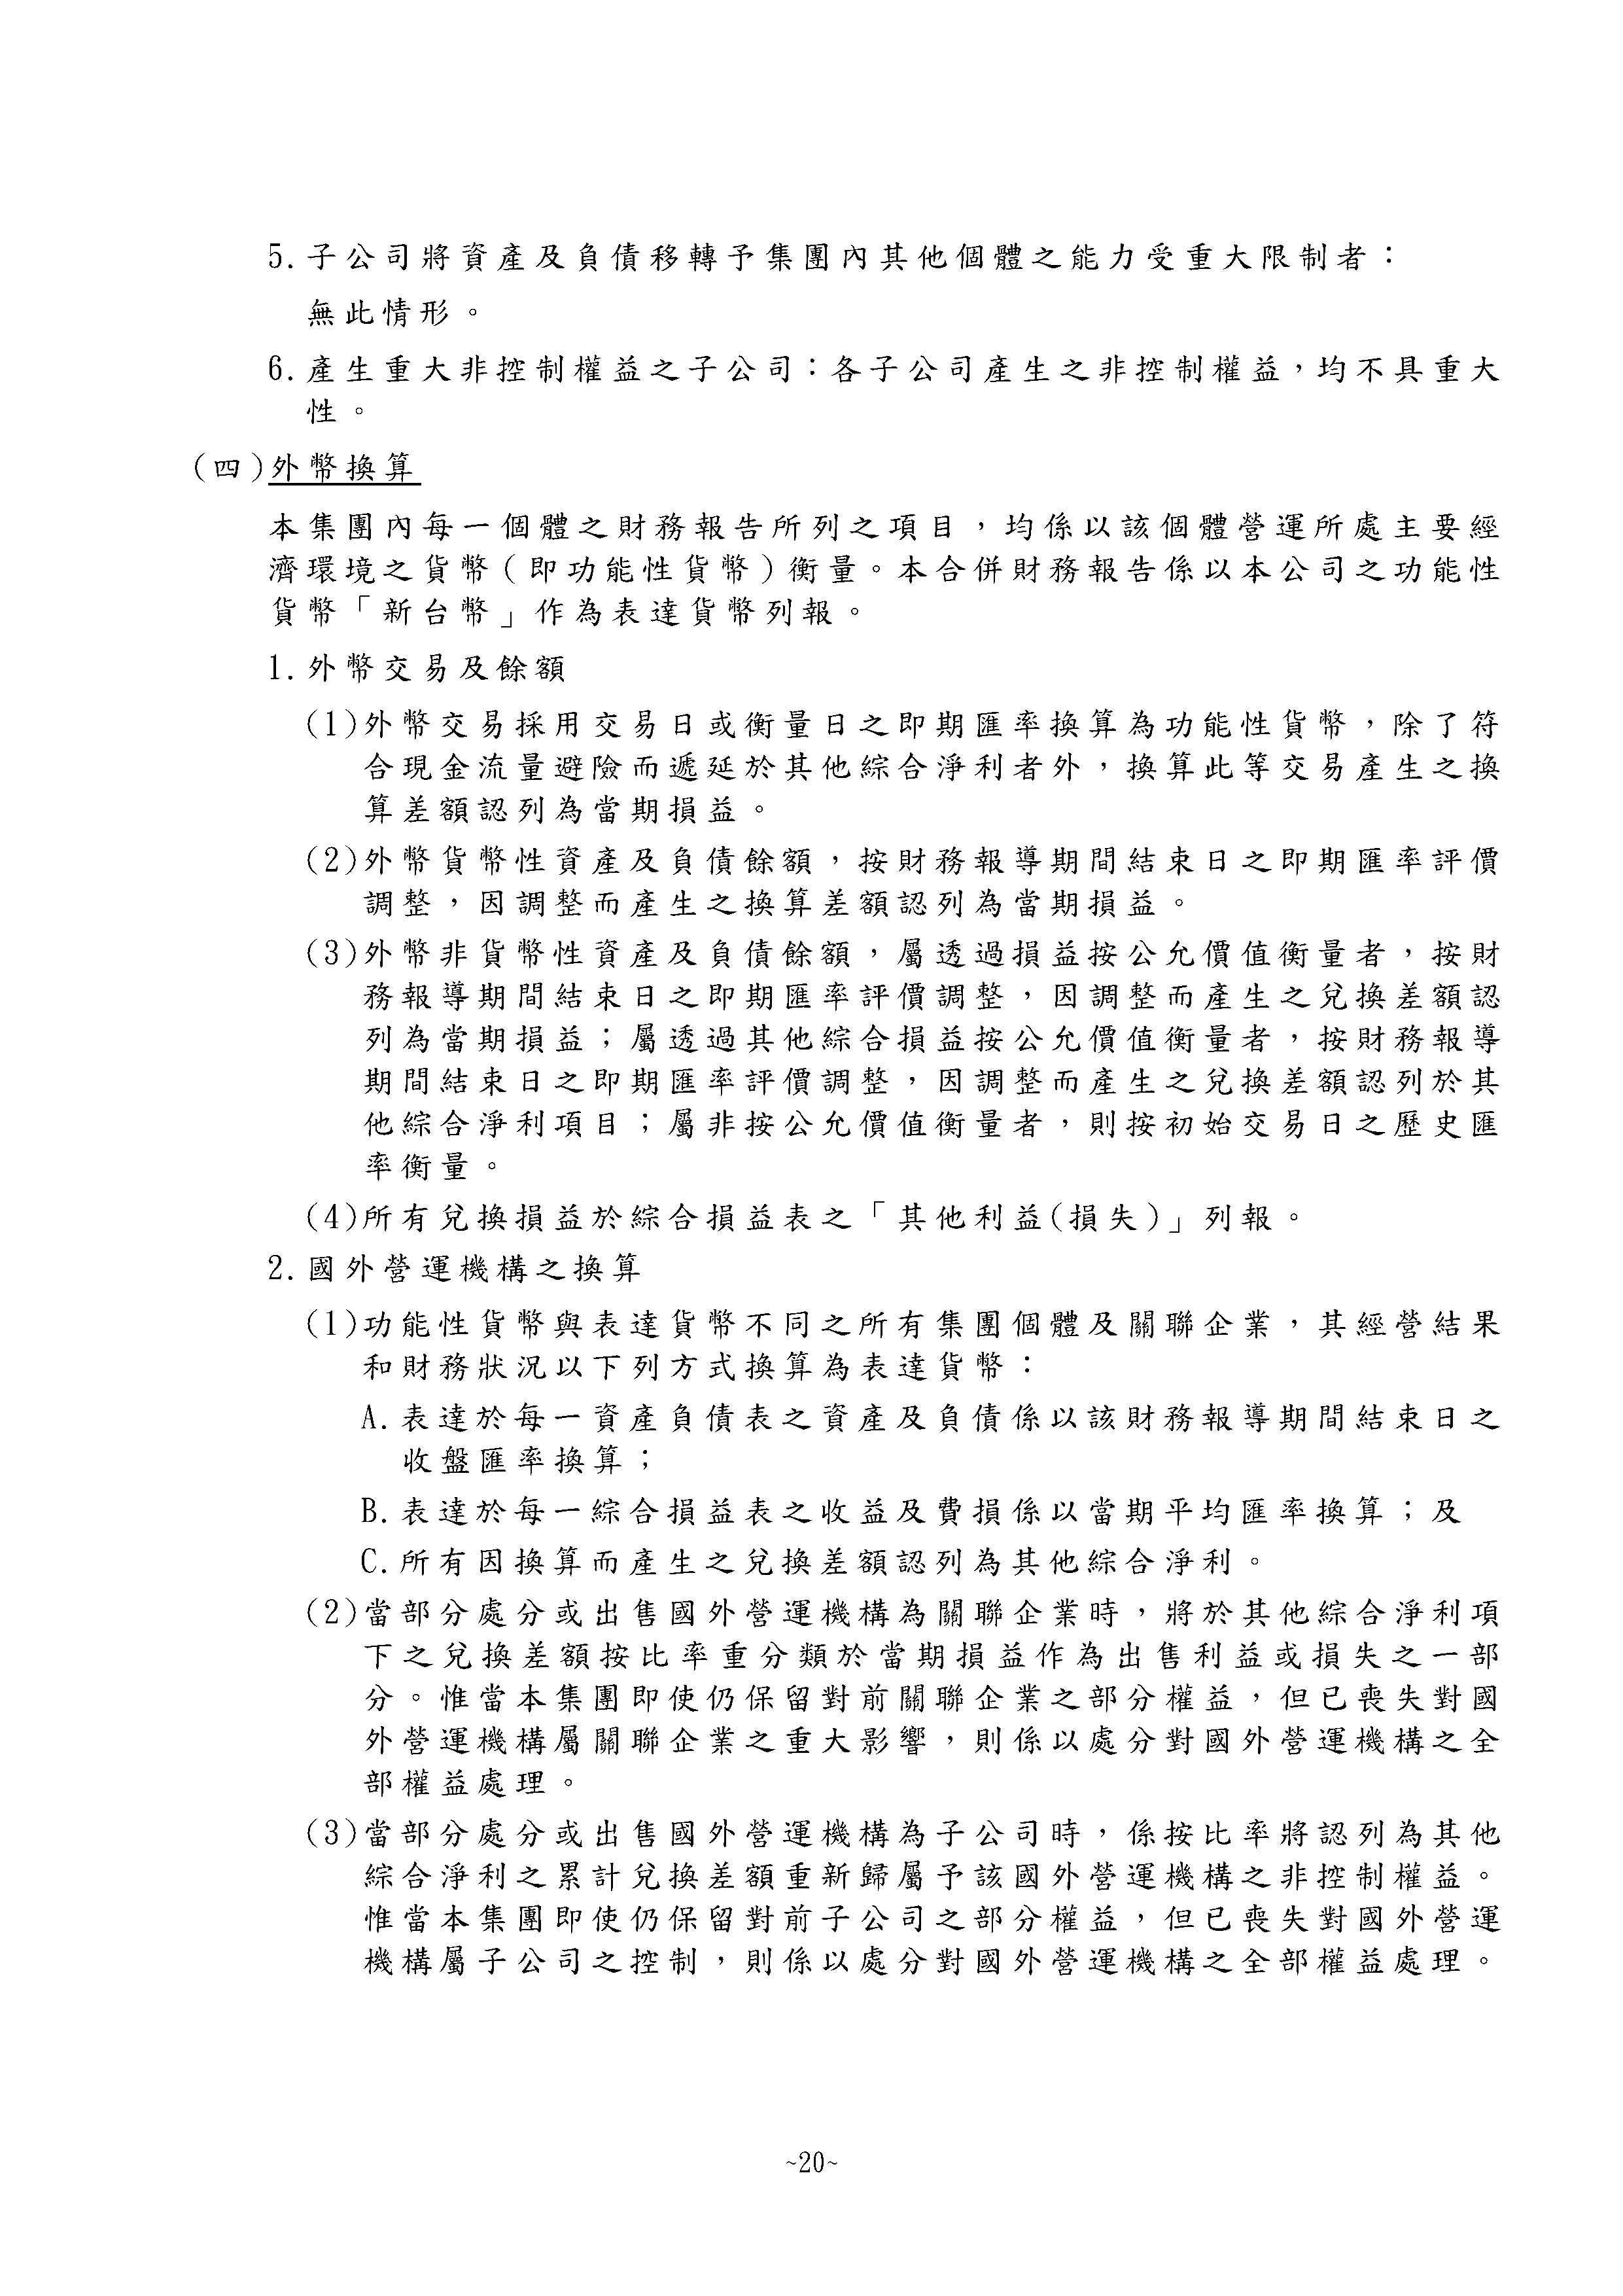 5.子公司將資產及負債移轉予集團內其他個體之能力受重大限制者：
無此情形。
6.產生重大非控制權益之子公司：各子公司產生之非控制權益，均不具重大
性。
(四)外幣換算
本集團內每一個體之財務報告所列之項目，均係以該個體營運所處主要經
濟環境之貨幣(即功能性貨幣)衡量。本合併財務報告係以本公司之功能性
貨幣「新台幣」作為表達貨幣列報。
1.外幣交易及餘額
(1)外幣交易採用交易日或衡量日之即期匯率換算為功能性貨幣，除了符
合現金流量避險而遞延於其他綜合淨利者外，換算此等交易產生之換
算差額認列為當期損益。
(2)外幣貨幣性資產及負債餘額，按財務報導期間結束日之即期匯率評價
調整，因調整而產生之換算差額認列為當期損益。
(3)外幣非貨幣性資產及負債餘額，屬透過損益按公允價值衡量者，按財
務報導期間結束日之即期匯率評價調整，因調整而產生之兌換差額認
列為當期損益；屬透過其他綜合損益按公允價值衡量者，按財務報導
期間結束日之即期匯率評價調整，因調整而產生之兌換差額認列於其
他綜合淨利項目；屬非按公允價值衡量者，則按初始交易日之歷史匯
率衡量。
(4)所有兌換損益於綜合損益表之「其他利益(損失)」列報。
2.國外營運機構之換算
(1)功能性貨幣與表達貨幣不同之所有集團個體及關聯企業，其經營結果
和財務狀況以下列方式換算為表達貨幣：
A.表達於每一資產負債表之資產及負債係以該財務報導期間結束日之
收盤匯率換算；
B.表達於每一綜合損益表之收益及費損係以當期平均匯率換算；及
C.所有因換算而產生之兌換差額認列為其他綜合淨利。
(2)當部分處分或出售國外營運機構為關聯企業時，將於其他綜合淨利項
下之兌換差額按比率重分類於當期損益作為出售利益或損失之一部
分。惟當本集團即使仍保留對前關聯企業之部分權益，但已喪失對國
外營運機構屬關聯企業之重大影響，則係以處分對國外營運機構之全
部權益處理。
(3)當部分處分或出售國外營運機構為子公司時，係按比率將認列為其他
綜合淨利之累計兌換差額重新歸屬予該國外營運機構之非控制權益。
惟當本集團即使仍保留對前子公司之部分權益，但已喪失對國外營運
機構屬子公司之控制，則係以處分對國外營運機構之全部權益處理。
~20~